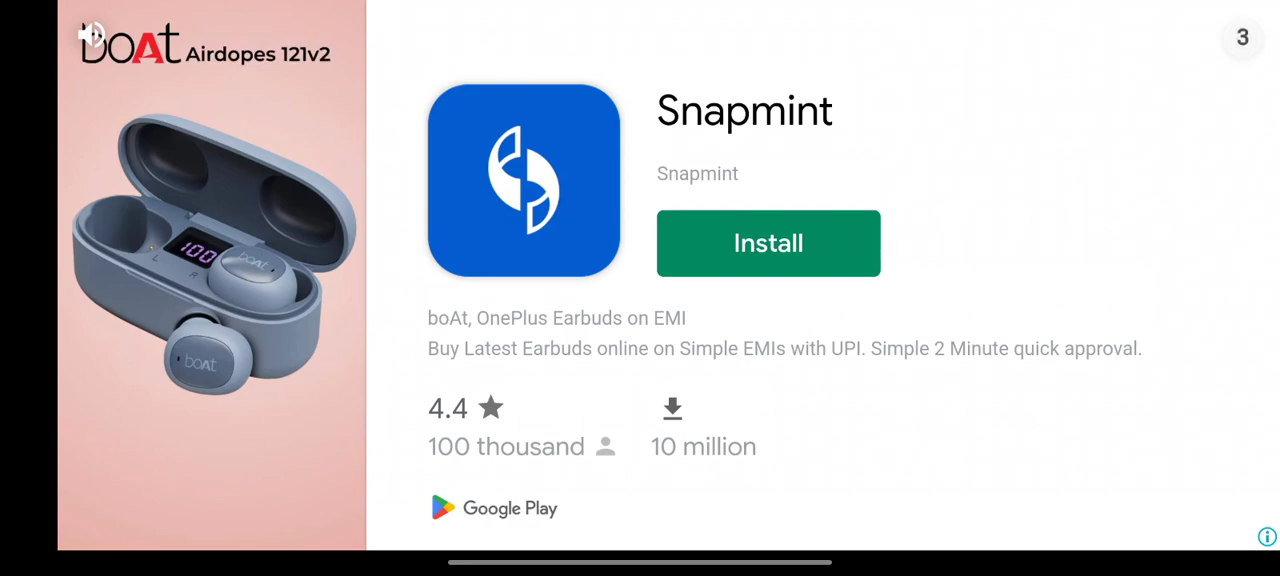 boAt Airdopes 121v2
100
L
R
boAt
boAt
3
Snapmint
Snapmint
Install
boAt, OnePlus Earbuds on EMI
Buy Latest Earbuds online on Simple EMIs with UPI. Simple 2 Minute quick approval.
4.4
100 thousand
10 million
Google Play